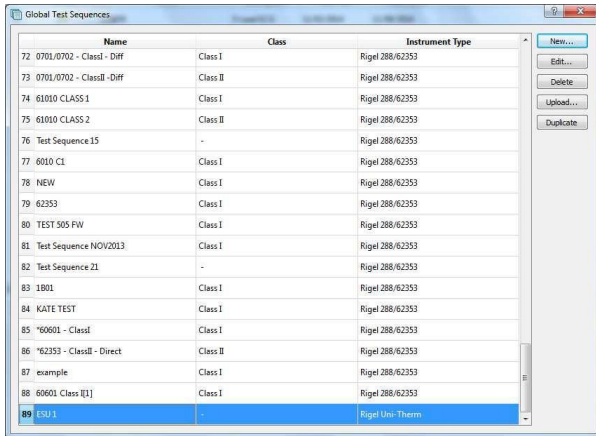 Global Test Sequences
Name Class Instrument Type
72 0701/0702 - ClassI - Diff Class I Rigel 288/62353
73 0701/0702 - ClassII -Diff Class II Rigel 288/62353
74 61010 CLASS 1 Class I Rigel 288/62353
75 61010 CLASS 2 Class II Rigel 288/62353
76 Test Sequence 15 - Rigel 288/62353
77 6010 C1 Class I Rigel 288/62353
78 NEW Class I Rigel 288/62353
79 62353 Class I Rigel 288/62353
80 TEST 505 FW Class I Rigel 288/62353
81 Test Sequence NOV2013 Class I Rigel 288/62353
82 Test Sequence 21 - Rigel 288/62353
83 1B01 Class I Rigel 288/62353
84 KATE TEST Class I Rigel 288/62353
85 *60601 - ClassI Class I Rigel 288/62353
86 *62353 - ClassII - Direct Class II Rigel 288/62353
87 example Class I Rigel 288/62353
88 60601 Class I[1] Class I Rigel 288/62353
89 ESU 1 - Rigel Uni-Therm
New...
Edit...
Delete
Upload...
Duplicate